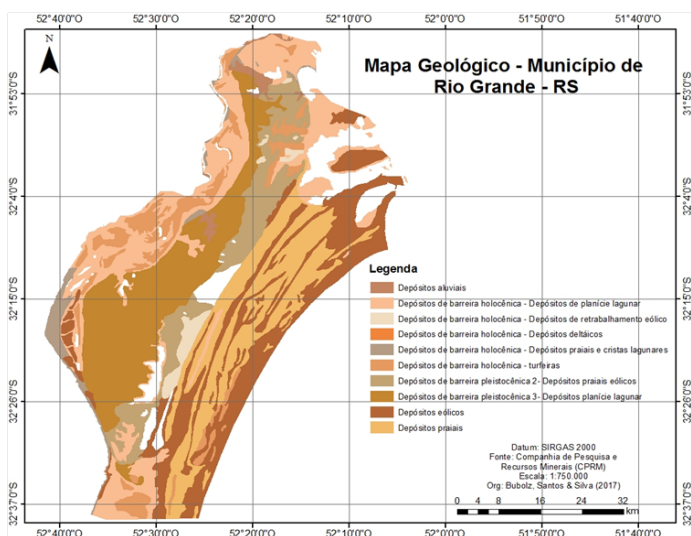 52°40'0"O 52°30'0"O 52°20'0"O 52°10'0"O 52°0'0"O 51°50'0"O 51°40'0"O
N
Mapa Geológico - Município de
Rio Grande - RS
31°53'0"S 31°53'0"S
32°4'0"S 32°4'0"S
32°15'0"S 32°15'0"S
32°26'0"S 32°26'0"S
32°37'0"S 32°37'0"S
Legenda
Depósitos aluviais
Depósitos de barreira holocênica - Depósitos de planície lagunar
Depósitos de barreira holocênica - Depósitos de retrabalhamento eólico
Depósitos de barreira holocênica - Depósitos deltáicos
Depósitos de barreira holocênica - Depósitos praiais e cristas lagunares
Depósitos de barreira holocênica - turfeiras
Depósitos de barreira pleistocênica 2- Depósitos praiais eólicos
Depósitos de barreira pleistocênica 3- Depósitos planície lagunar
Depósitos eólicos
Depósitos praiais
Datum: SIRGAS 2000
Fonte: Companhia de Pesquisa e
Recursos Minerais (CPRM)
Escala: 1:750.000
Org: Bubolz, Santos & Silva (2017)
0 4 8 16 24 32
km
52°40'0"O 52°30'0"O 52°20'0"O 52°10'0"O 52°0'0"O 51°50'0"O 51°40'0"O